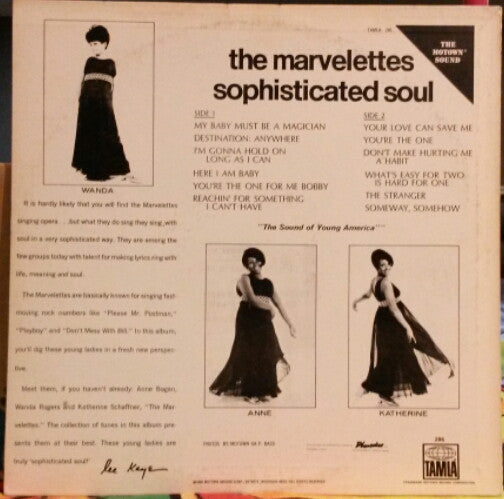 TAMLA 286
THE
MOTOWN
SOUND
the marvelettes
sophisticated soul
SIDE 1
MY BABY MUST BE A MAGICIAN
DESTINATION: ANYWHERE
I'M GONNA HOLD ON
LONG AS I CAN
HERE I AM BABY
YOU'RE THE ONE FOR ME BOBBY
REACHIN' FOR SOMETHING
I CAN'T HAVE
SIDE 2
YOUR LOVE CAN SAVE ME
YOU'RE THE ONE
DON'T MAKE HURTING ME
A HABIT
WHAT'S EASY FOR TWO
IS HARD FOR ONE
THE STRANGER
SOMEWAY, SOMEHOW
"The Sound of Young America"
WANDA
It is hardly likely that you will find the Marvelettes
singing opera . . . but what they do sing they sing with
soul in a very sophisticated way. They are among the
few groups today with talent for making lyrics ring with
life, meaning and soul.
The Marvelettes are basically known for singing fast-
moving rock numbers like "Please Mr. Postman,"
"Playboy" and "Don't Mess With Bill." In this album,
you'll dig these young ladies in a fresh new perspec-
tive.
Meet them, if you haven't already: Anne Bogan,
Wanda Rogers and Katherine Schaffner, "The Mar-
velettes." The collection of tunes in this album pre-
sents them at their best. These young ladies are
truly "sophisticated soul!"
Lee Kaye
ANNE
KATHERINE
286
TAMLA